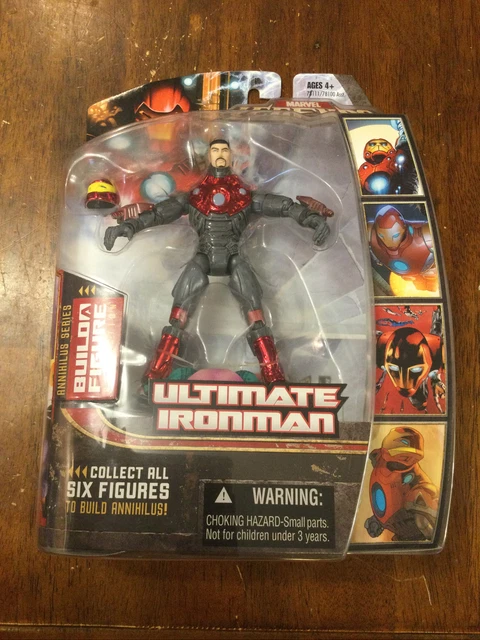 AGES 4+
MARVEL
ANNIHILUS SERIES
BUILD A
FIGURE
ULTIMATE
IRONMAN
COLLECT ALL
SIX FIGURES
TO BUILD ANNIHILUS!
WARNING:
CHOKING HAZARD-Small parts.
Not for children under 3 years.